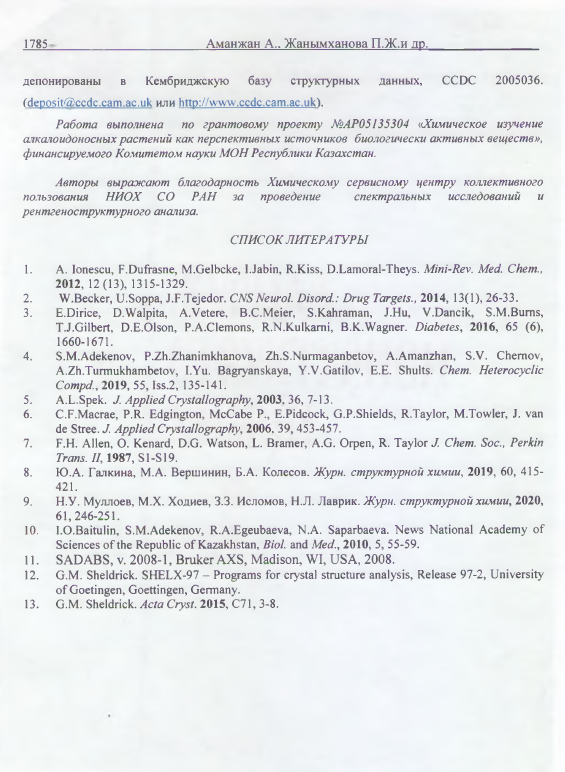 1785 Аманжан А., Жанымханова П.Ж.и др.
депонированы в Кембриджскую базу структурных данных, CCDC 2005036.
(deposit@ccdc.cam.ac.uk или http://www.ccdc.cam.ac.uk).
Работа выполнена по грантовому проекту №AP05135304 «Химическое изучение
алкалоидоносных растений как перспективных источников биологически активных веществ»,
финансируемого Комитетом науки МОН Республики Казахстан.
Авторы выражают благодарность Химическому сервисному центру коллективного
пользования НИОХ СО РАН за проведение спектральных исследований и
рентгеноструктурного анализа.
СПИСОК ЛИТЕРАТУРЫ
1. A. Ionescu, F.Dufrasne, M.Gelbcke, I.Jabin, R.Kiss, D.Lamoral-Theys. Mini-Rev. Med. Chem.,
2012, 12 (13), 1315-1329.
2. W.Becker, U.Soppa, J.F.Tejedor. CNS Neurol. Disord.: Drug Targets., 2014, 13(1), 26-33.
3. E.Dirice, D.Walpita, A.Vetere, B.C.Meier, S.Kahraman, J.Hu, V.Dancik, S.M.Burns,
T.J.Gilbert, D.E.Olson, P.A.Clemons, R.N.Kulkarni, B.K.Wagner. Diabetes, 2016, 65 (6),
1660-1671.
4. S.M.Adekenov, P.Zh.Zhanimkhanova, Zh.S.Nurmaganbetov, A.Amanzhan, S.V. Chernov,
A.Zh.Turmukhambetov, I.Yu. Bagryanskaya, Y.V.Gatilov, E.E. Shults. Chem. Heterocyclic
Compd., 2019, 55, Iss.2, 135-141.
5. A.L.Spek. J. Applied Crystallography, 2003, 36, 7-13.
6. C.F.Macrae, P.R. Edgington, McCabe P., E.Pidcock, G.P.Shields, R.Taylor, M.Towler, J. van
de Stree. J. Applied Crystallography, 2006, 39, 453-457.
7. F.H. Allen, O. Kenard, D.G. Watson, L. Bramer, A.G. Orpen, R. Taylor J. Chem. Soc., Perkin
Trans. II, 1987, S1-S19.
8. Ю.А. Галкина, М.А. Вершинин, Б.А. Колесов. Журн. структурной химии, 2019, 60, 415-
421.
9. Н.У. Муллоев, М.Х. Ходиев, З.З. Исломов, Н.Л. Лаврик. Журн. структурной химии, 2020,
61, 246-251.
10. I.O.Baitulin, S.M.Adekenov, R.A.Egeubaeva, N.A. Saparbaeva. News National Academy of
Sciences of the Republic of Kazakhstan, Biol. and Med., 2010, 5, 55-59.
11. SADABS, v. 2008-1, Bruker AXS, Madison, WI, USA, 2008.
12. G.M. Sheldrick. SHELX-97 – Programs for crystal structure analysis, Release 97-2, University
of Goetingen, Goettingen, Germany.
13. G.M. Sheldrick. Acta Cryst. 2015, C71, 3-8.